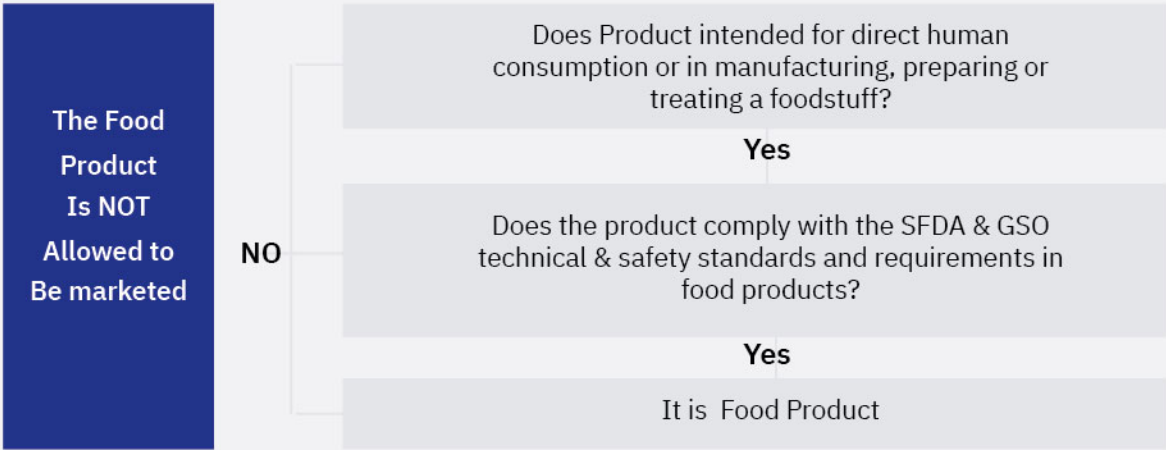 The Food
Product
Is NOT
Allowed to
Be marketed
NO
Does Product intended for direct human
consumption or in manufacturing, preparing or
treating a foodstuff?
Yes
Does the product comply with the SFDA & GSO
technical & safety standards and requirements in
food products?
Yes
It is Food Product